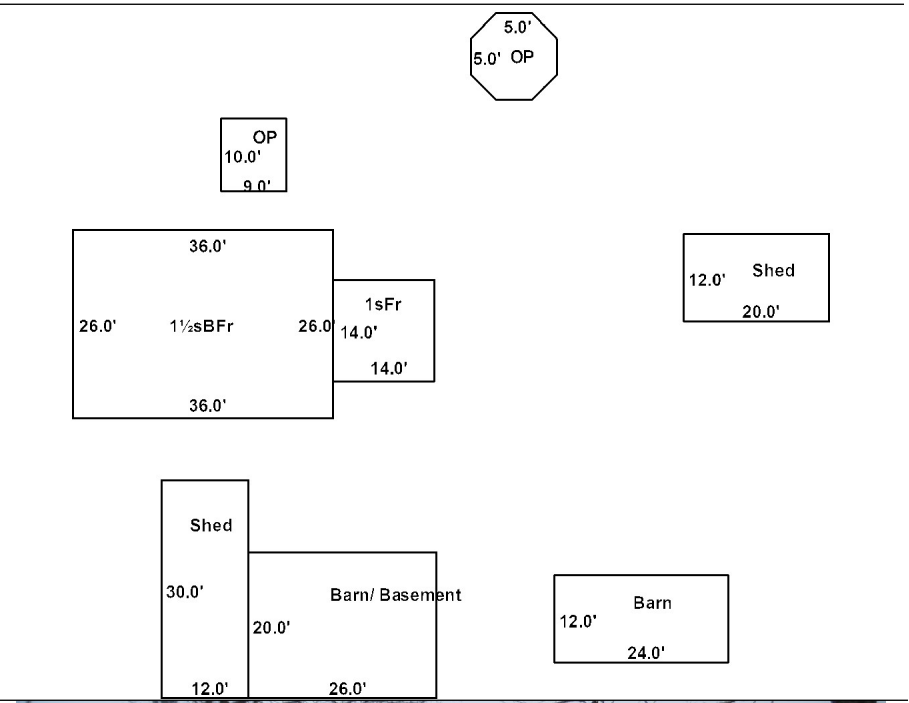 5.0'
5.0' OP
OP
10.0'
9.0'
36.0'
26.0' 1½sBFr 26.0'
36.0'
1sFr
14.0'
14.0'
12.0' Shed
20.0'
Shed
30.0'
12.0'
Barn/ Basement
20.0'
26.0'
Barn
12.0'
24.0'